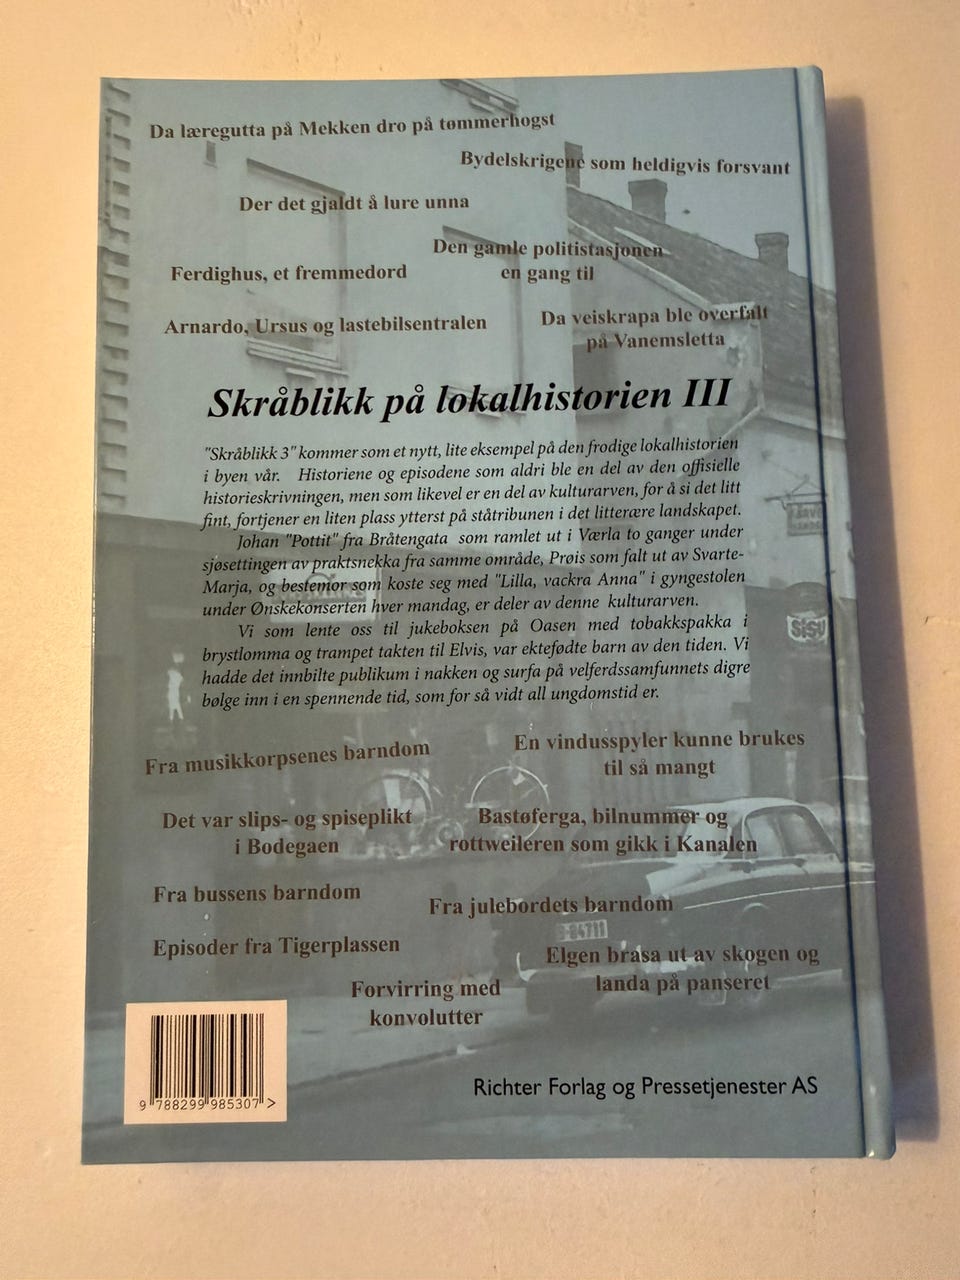 Da læregutta på Mekken dro på tømmerhogst
Bydelskrigene som heldigvis forsvant
Der det gjaldt å lure unna
Den gamle politistasjonen
en gang til
Ferdighus, et fremmedord
Arnardo, Ursus og lastebilsentralen
Da veiskrapa ble overfalt
på Vanemsletta
Skråblikk på lokalhistorien III
"Skråblikk 3" kommer som et nytt, lite eksempel på den frodige lokalhistorien
i byen vår. Historiene og episodene som aldri ble en del av den offisielle
historieskrivningen, men som likevel er en del av kulturarven, for å si det litt
fint, fortjener en liten plass ytterst på ståtribunen i det litterære landskapet.
Johan "Pottit" fra Bråtengata som ramlet ut i Værla to ganger under
sjøsettingen av praktsnekka fra samme område, Prøis som falt ut av Svarte-
Marja, og bestemor som koste seg med "Lilla, vackra Anna" i gyngestolen
under Ønskekonserten hver mandag, er deler av denne kulturarven.
Vi som lente oss til jukeboksen på Oasen med tobakkspakka i
brystlomma og trampet takten til Elvis, var ektefødte barn av den tiden. Vi
hadde det innbilte publikum i nakken og surfa på velferdssamfunnets digre
bølge inn i en spennende tid, som for så vidt all ungdomstid er.
SISU
Fra musikkorpsenes barndom
En vindusspyler kunne brukes
til så mangt
Det var slips- og spiseplikt
i Bodegaen
Bastøferga, bilnummer og
rottweileren som gikk i Kanalen
Fra bussens barndom
Fra julebordets barndom
Episoder fra Tigerplassen
Elgen brasa ut av skogen og
landa på panseret
Forvirring med
konvolutter
9 788299 985307 >
Richter Forlag og Pressetjenester AS